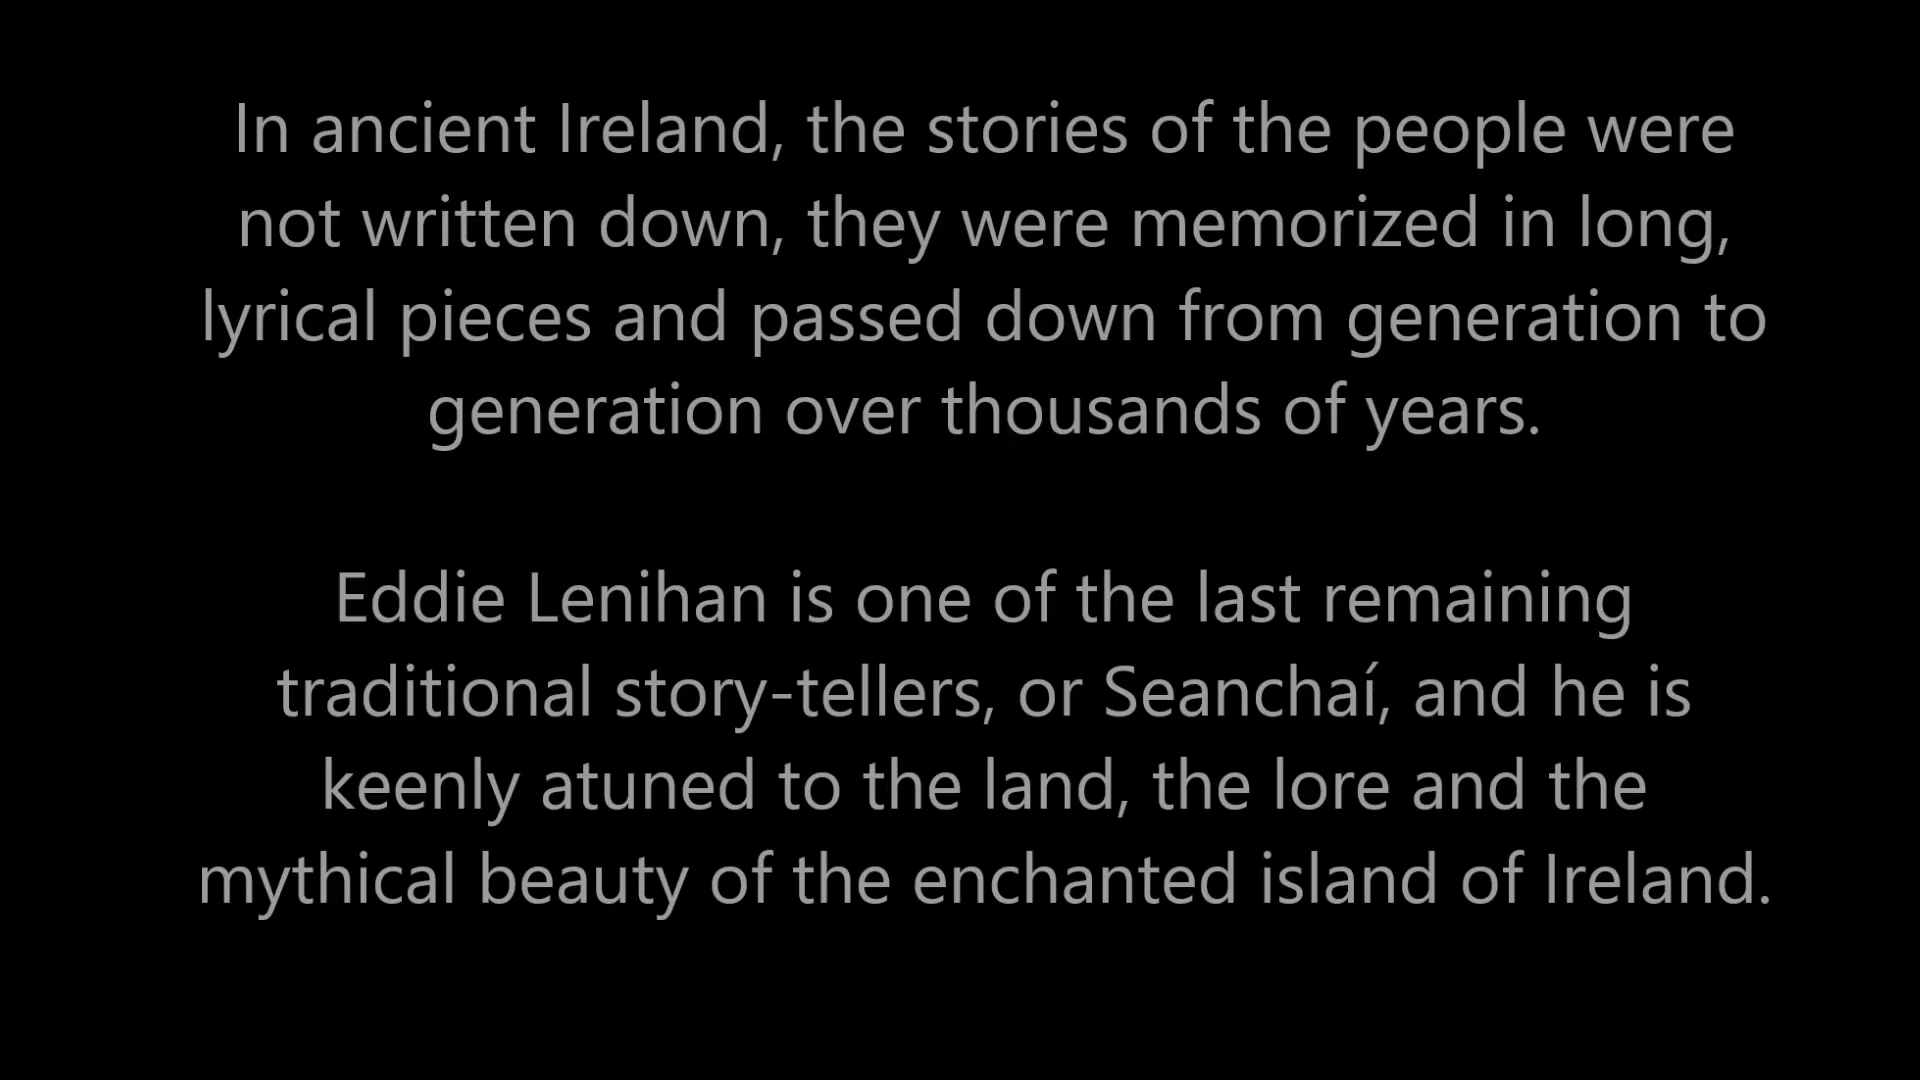 In ancient Ireland, the stories of the people were
not written down, they were memorized in long,
lyrical pieces and passed down from generation to
generation over thousands of years.
Eddie Lenihan is one of the last remaining
traditional story-tellers, or Seanchaí, and he is
keenly atuned to the land, the lore and the
mythical beauty of the enchanted island of Ireland.